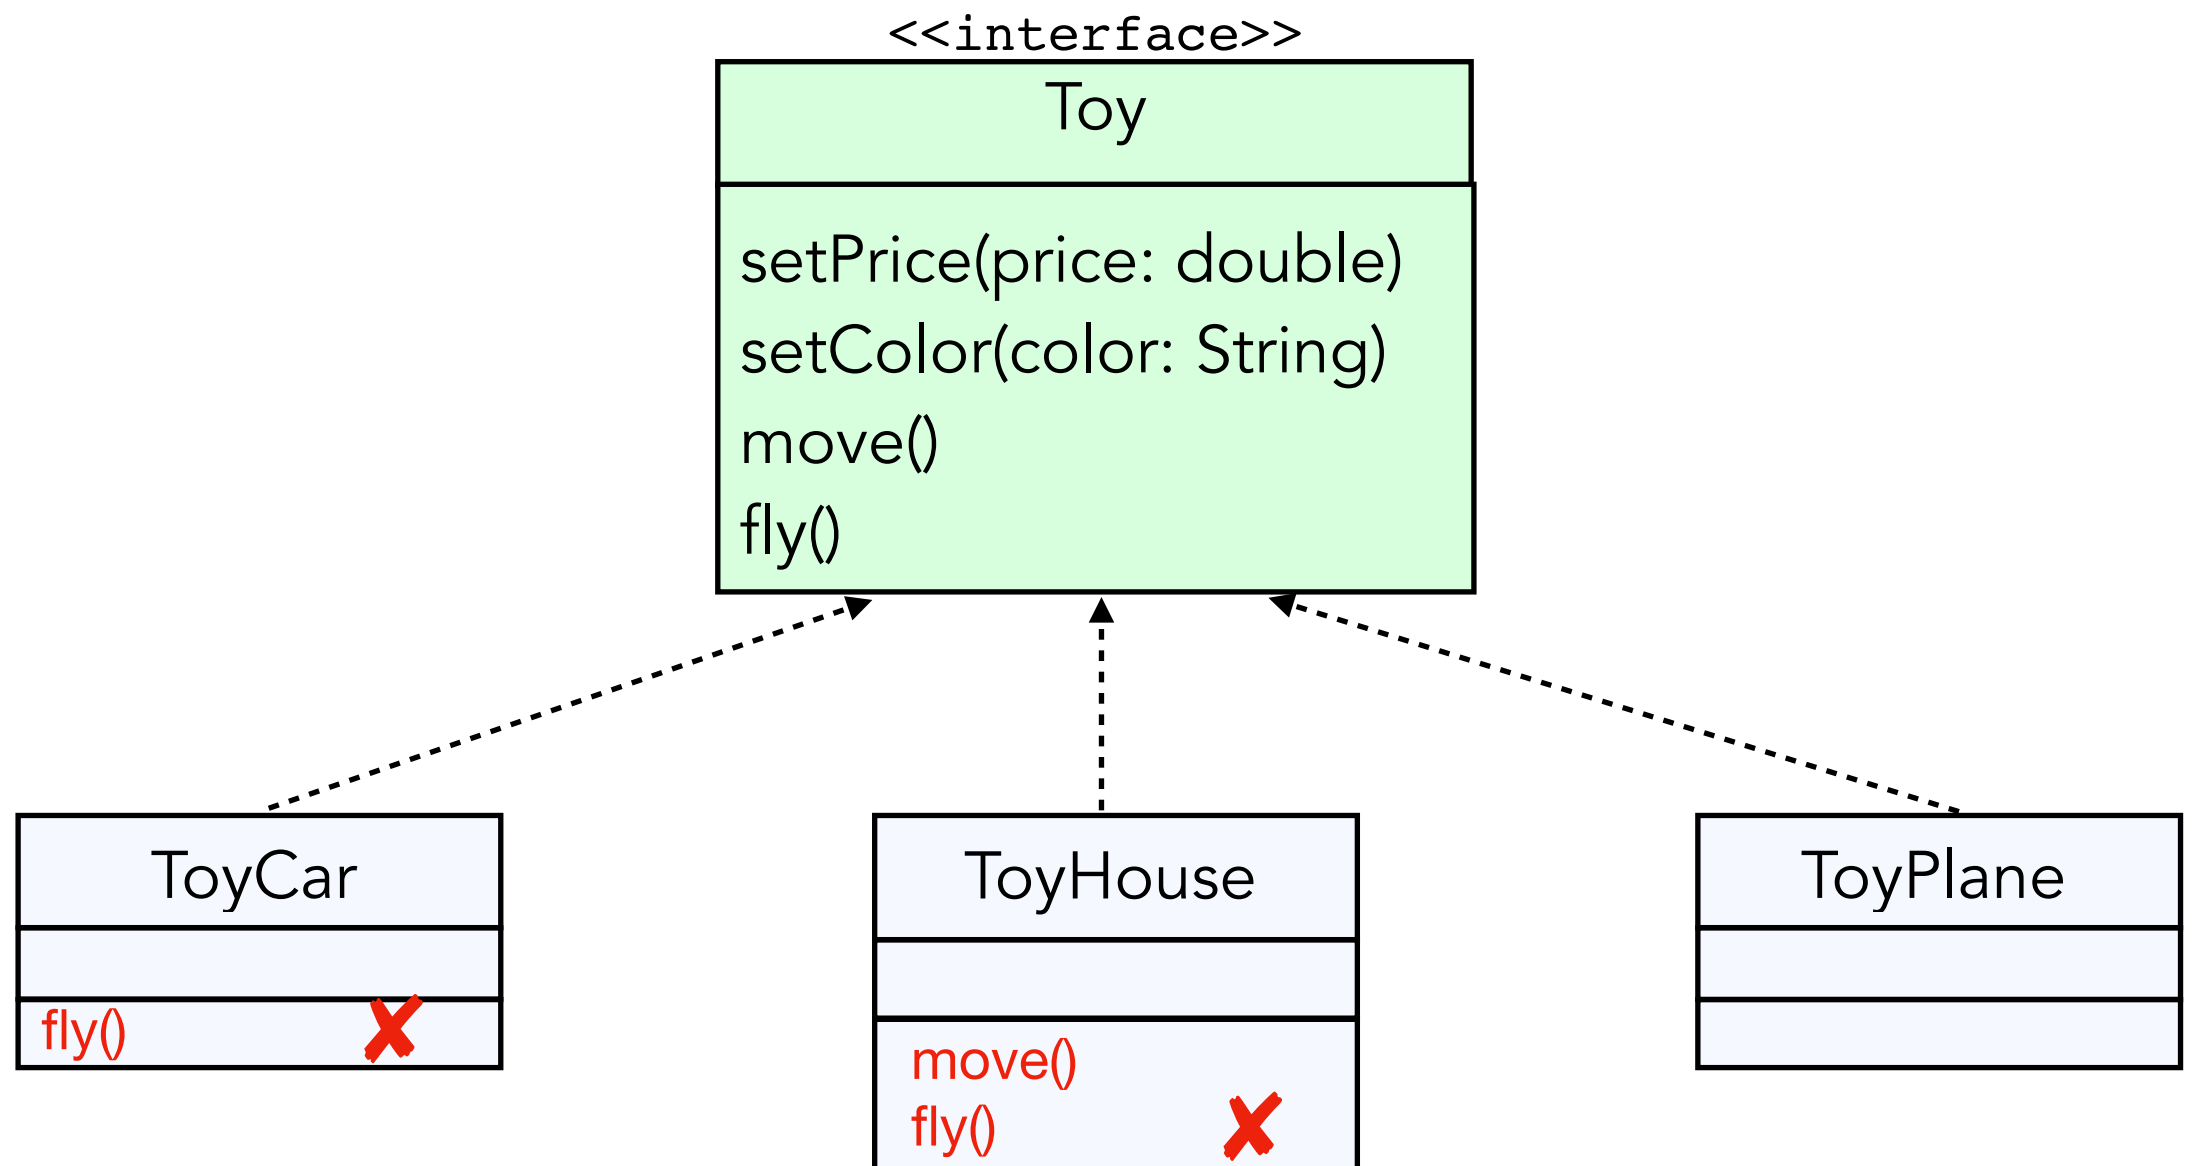 <<interface>>
Toy
setPrice(price: double)
setColor(color: String)
move()
fly()
ToyCar
fly()
ToyHouse
move()
fly()
ToyPlane